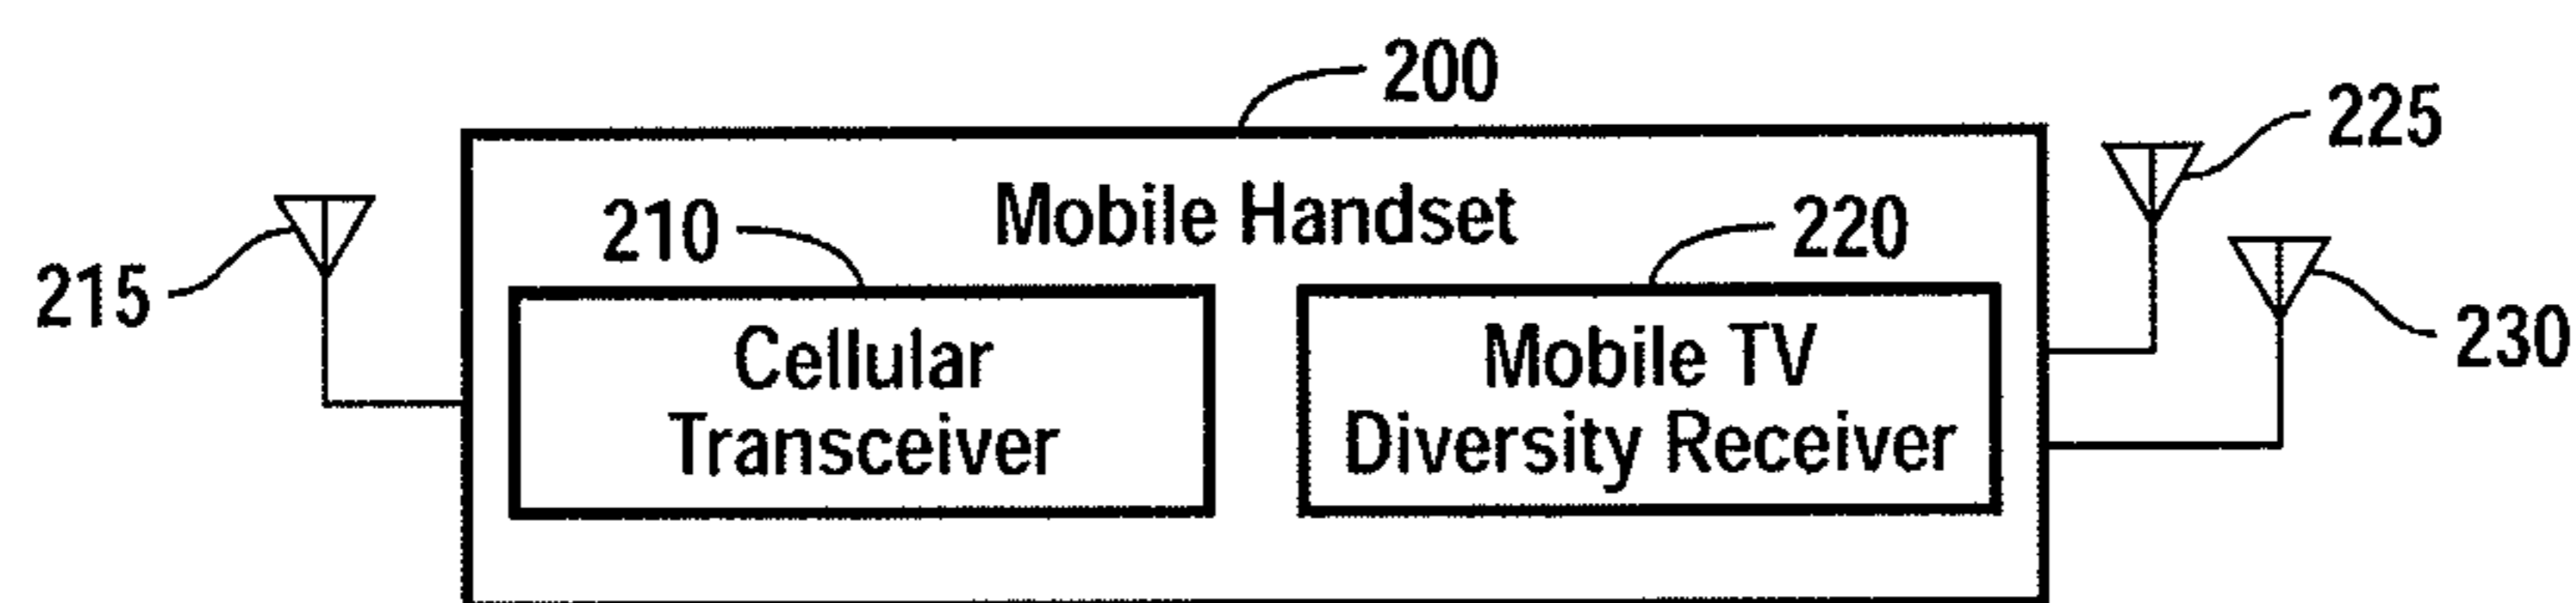 200
225
Mobile Handset
210
220
215
230
Cellular
Transceiver
Mobile TV
Diversity Receiver